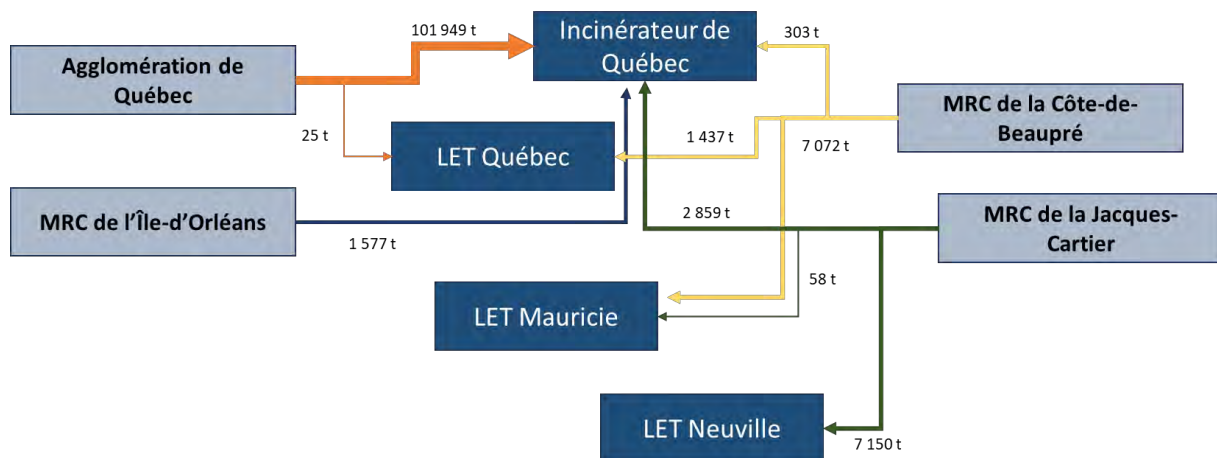 101 949 t
Incinérateur de
Québec
303 t
Agglomération de
Québec
MRC de la Côte-de-
Beaupré
25 t
LET Québec
1 437 t
7 072 t
MRC de l’Île-d’Orléans
1 577 t
2 859 t
MRC de la Jacques-
Cartier
58 t
LET Mauricie
LET Neuville
7 150 t